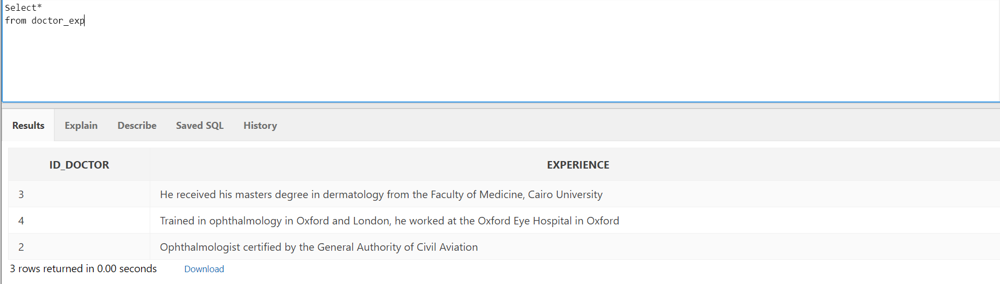 Select*
from doctor_exp
Results Explain Describe Saved SQL History
ID_DOCTOR EXPERIENCE
3 He received his masters degree in dermatology from the Faculty of Medicine, Cairo University
4 Trained in ophthalmology in Oxford and London, he worked at the Oxford Eye Hospital in Oxford
2 Ophthalmologist certified by the General Authority of Civil Aviation
3 rows returned in 0.00 seconds Download